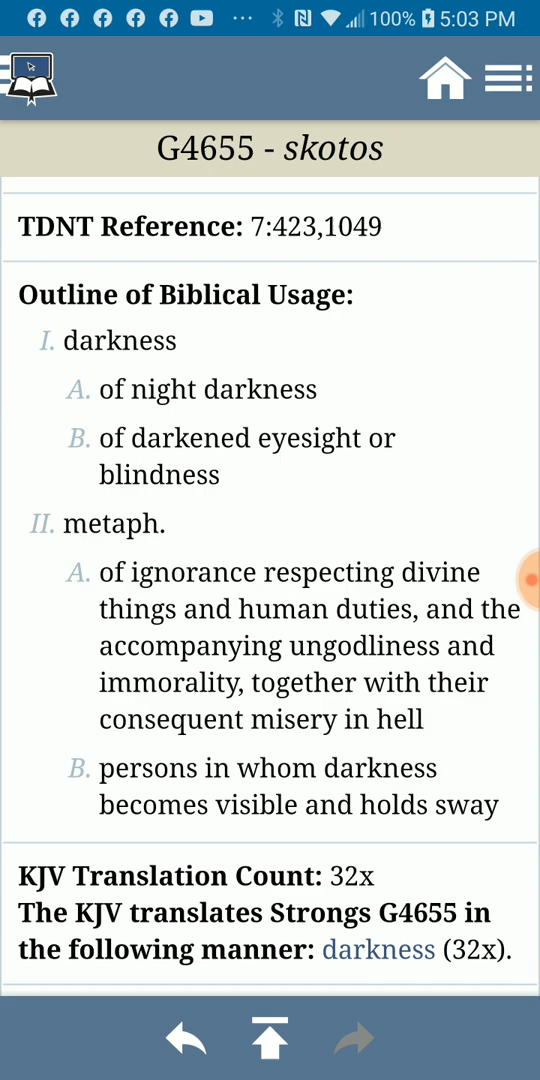 100% 5:03 PM
G4655 - skotos
TDNT Reference: 7:423,1049
Outline of Biblical Usage:
I. darkness
A. of night darkness
B. of darkened eyesight or
blindness
II. metaph.
A. of ignorance respecting divine
things and human duties, and the
accompanying ungodliness and
immorality, together with their
consequent misery in hell
B. persons in whom darkness
becomes visible and holds sway
KJV Translation Count: 32x
The KJV translates Strongs G4655 in
the following manner: darkness (32x).